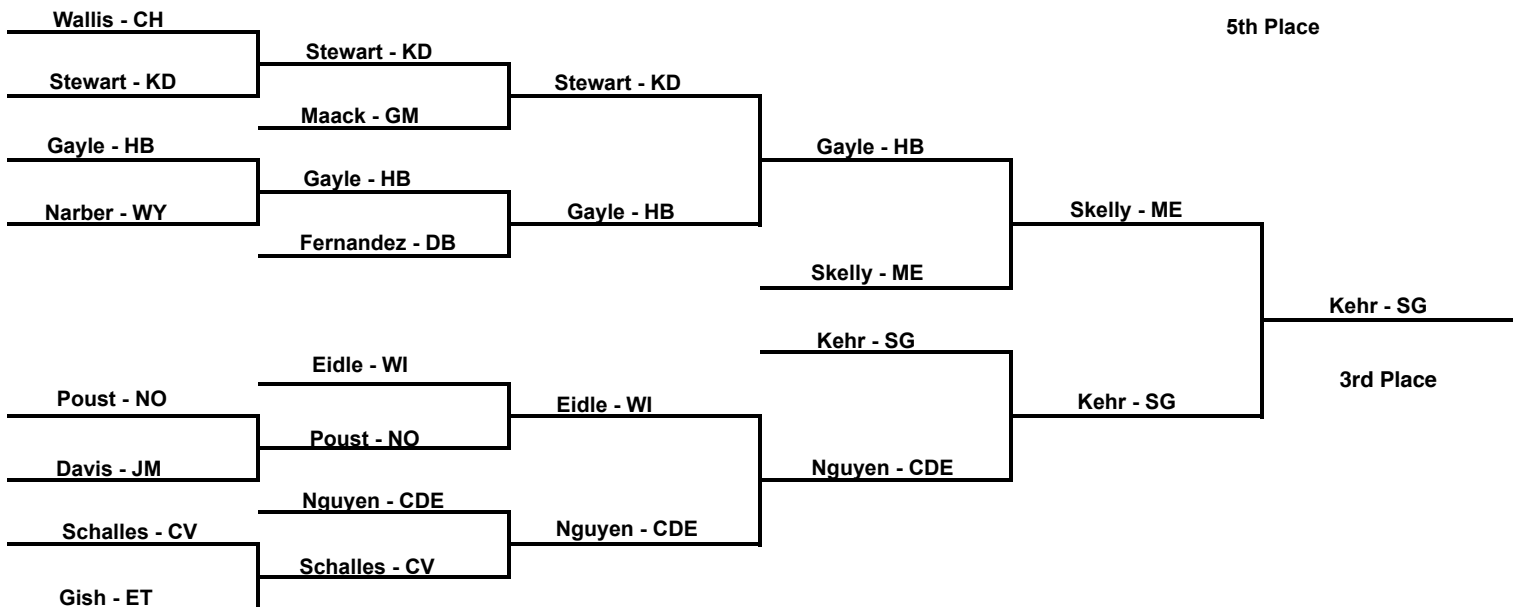 Wallis - CH
5th Place
Stewart - KD
Stewart - KD
Stewart - KD
Maack - GM
Gayle - HB
Gayle - HB
Gayle - HB
Narber - WY
Gayle - HB
Skelly - ME
Fernandez - DB
Skelly - ME
Kehr - SG
Kehr - SG
Eidle - WI
3rd Place
Poust - NO
Eidle - WI
Kehr - SG
Poust - NO
Davis - JM
Nguyen - CDE
Nguyen - CDE
Schalles - CV
Nguyen - CDE
Schalles - CV
Gish - ET